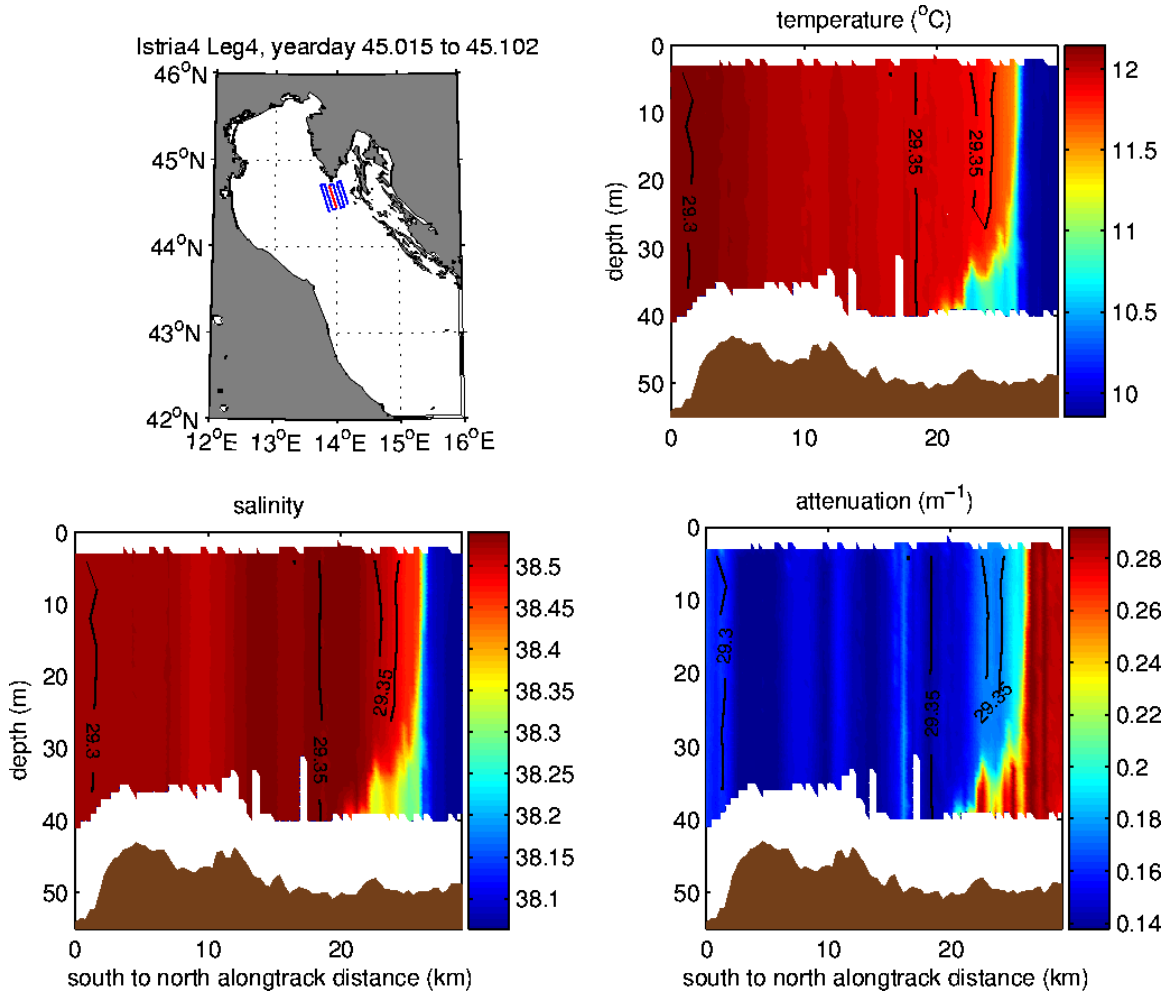 Istria4 Leg4, yearday 45.015 to 45.102
46°N
45°N
44°N
43°N
42°N
12°E 13°E 14°E 15°E 16°E
temperature (°C)
0
10
20
30
40
50
depth (m)
0 10 20
29.3
29.35
29.35
12
11.5
11
10.5
10
salinity
0
10
20
30
40
50
depth (m)
0 10 20
south to north alongtrack distance (km)
29.3
29.35
29.35
38.5
38.45
38.4
38.35
38.3
38.25
38.2
38.15
38.1
attenuation (m⁻¹)
0
10
20
30
40
50
0 10 20
south to north alongtrack distance (km)
29.3
29.35
29.35
0.28
0.26
0.24
0.22
0.2
0.18
0.16
0.14